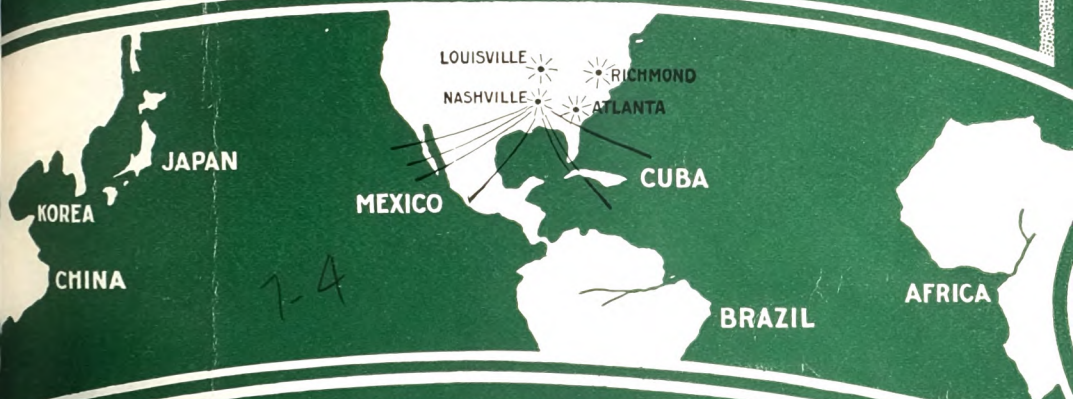 LOUISVILLE
RICHMOND
NASHVILLE
ATLANTA
JAPAN
CUBA
MEXICO
KOREA
CHINA
7-4
AFRICA
BRAZIL